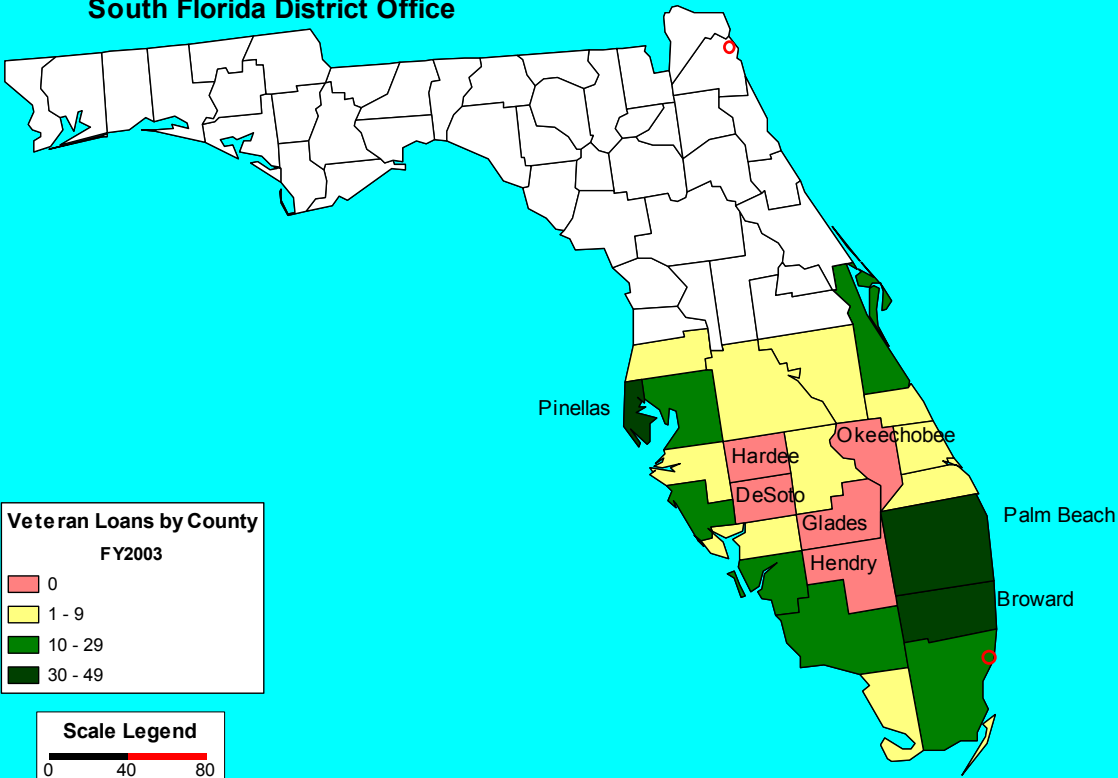 South Florida District Office
Pinellas
Okeechobee
Hardee
DeSoto
Glades
Palm Beach
Hendry
Broward
Veteran Loans by County
FY2003
0
1 - 9
10 - 29
30 - 49
Scale Legend
0 40 80